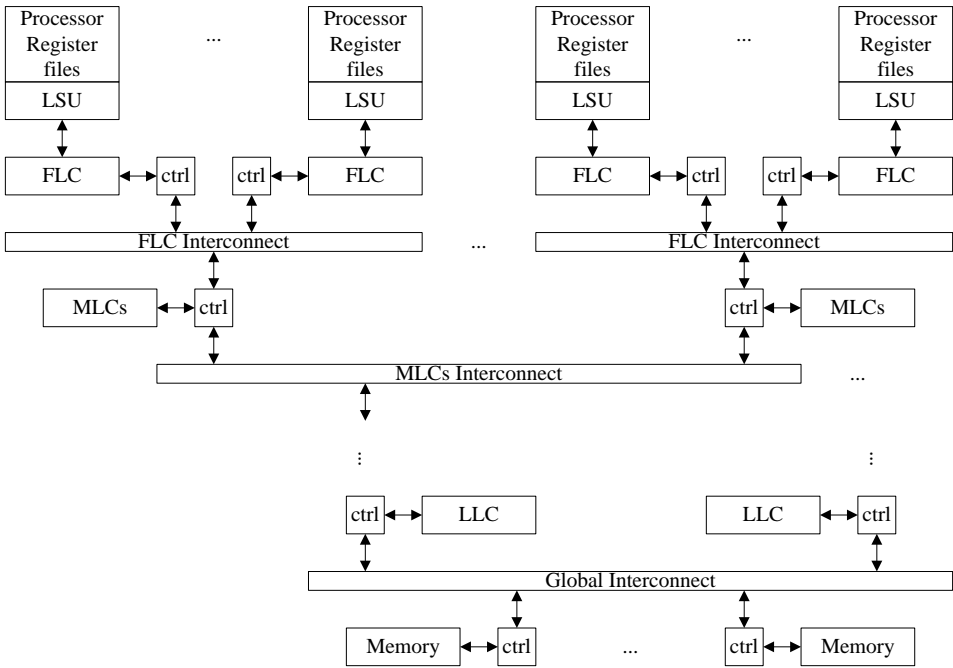 Processor
Register
files
LSU
...
Processor
Register
files
LSU
Processor
Register
files
LSU
...
Processor
Register
files
LSU
FLC
ctrl
ctrl
FLC
FLC
ctrl
ctrl
FLC
FLC Interconnect
...
FLC Interconnect
MLCs
ctrl
ctrl
MLCs
MLCs Interconnect
...
...
...
ctrl
LLC
LLC
ctrl
Global Interconnect
Memory
ctrl
...
ctrl
Memory